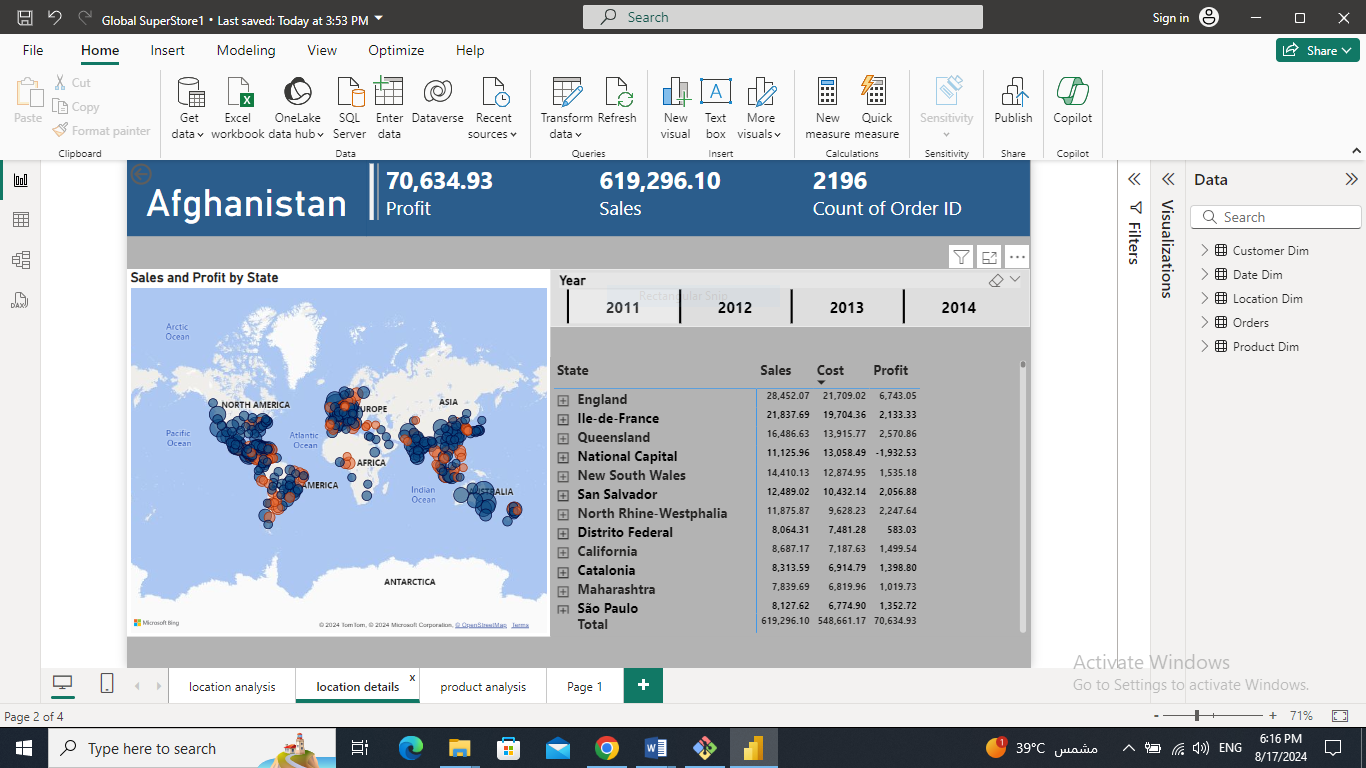 Global SuperStore1 • Last saved: Today at 3:53 PM
Search
Sign in
File Home Insert Modeling View Optimize Help
Share
Paste
Cut
Copy
Format painter
Clipboard
Get data
Excel workbook
OneLake data hub
SQL Server
Enter data
Dataverse
Recent sources
Data
Transform data
Refresh
Queries
New visual
Text box
More visuals
Insert
New measure
Quick measure
Calculations
Sensitivity
Sensitivity
Publish
Share
Copilot
Copilot
Afghanistan
70,634.93
Profit
619,296.10
Sales
2196
Count of Order ID
Sales and Profit by State
Arctic Ocean
NORTH AMERICA
EUROPE
ASIA
Pacific Ocean
Atlantic Ocean
AFRICA
AMERICA
Indian Ocean
AUSTRALIA
ANTARCTICA
Microsoft Bing
© 2024 TomTom, © 2024 Microsoft Corporation, © OpenStreetMap Terms
Year
Rectangular Snip
2011 2012 2013 2014
State Sales Cost Profit
England 28,452.07 21,709.02 6,743.05
Ile-de-France 21,837.69 19,704.36 2,133.33
Queensland 16,486.63 13,915.77 2,570.86
National Capital 11,125.96 13,058.49 -1,932.53
New South Wales 14,410.13 12,874.95 1,535.18
San Salvador 12,489.02 10,432.14 2,056.88
North Rhine-Westphalia 11,875.87 9,628.23 2,247.64
Distrito Federal 8,064.31 7,481.28 583.03
California 8,687.17 7,187.63 1,499.54
Catalonia 8,313.59 6,914.79 1,398.80
Maharashtra 7,839.69 6,819.96 1,019.73
São Paulo 8,127.62 6,774.90 1,352.72
Total 619,296.10 548,661.17 70,634.93
Filters
Visualizations
Data
Search
Customer Dim
Date Dim
Location Dim
Orders
Product Dim
DAX
Activate Windows
Go to Settings to activate Windows.
location analysis
location details x
product analysis
Page 1
+
Page 2 of 4
- + 71%
Type here to search
1
39°C مشمس
ENG
6:16 PM
8/17/2024